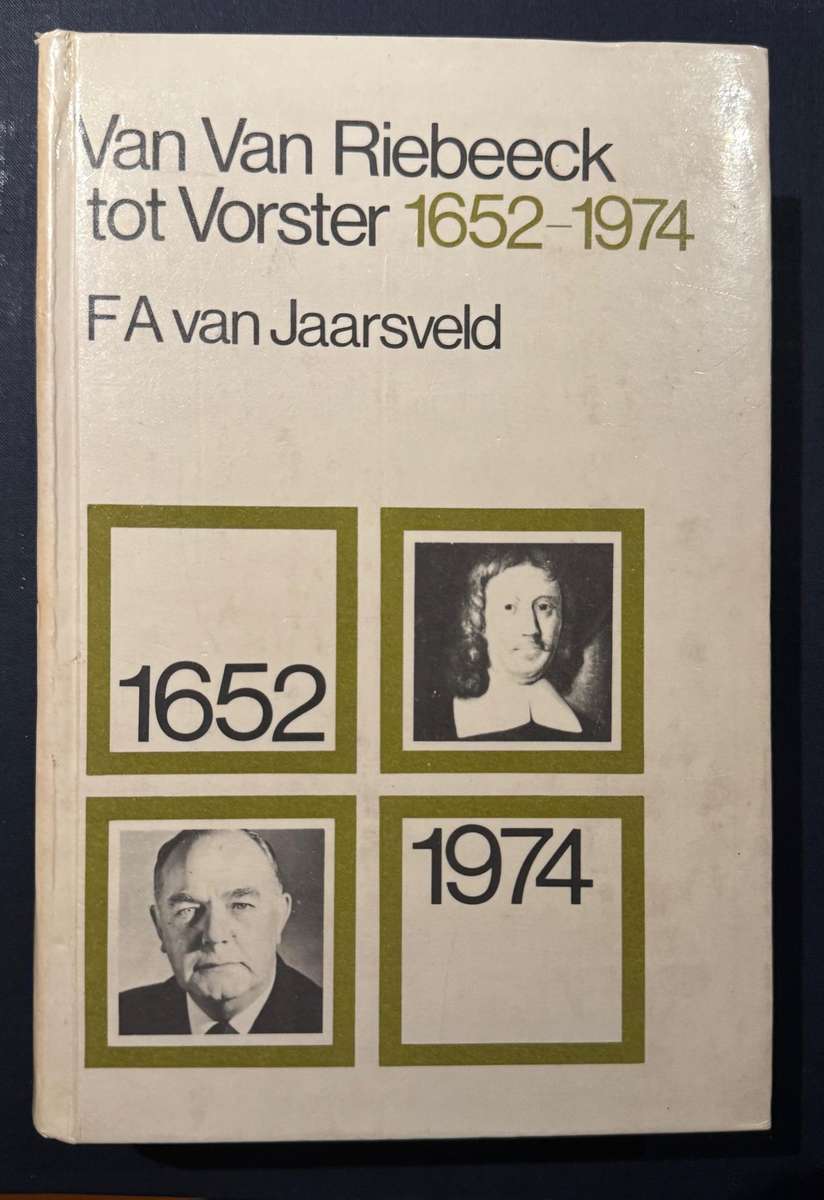 Van Van Riebeeck
tot Vorster 1652-1974
F A van Jaarsveld
1652
1974